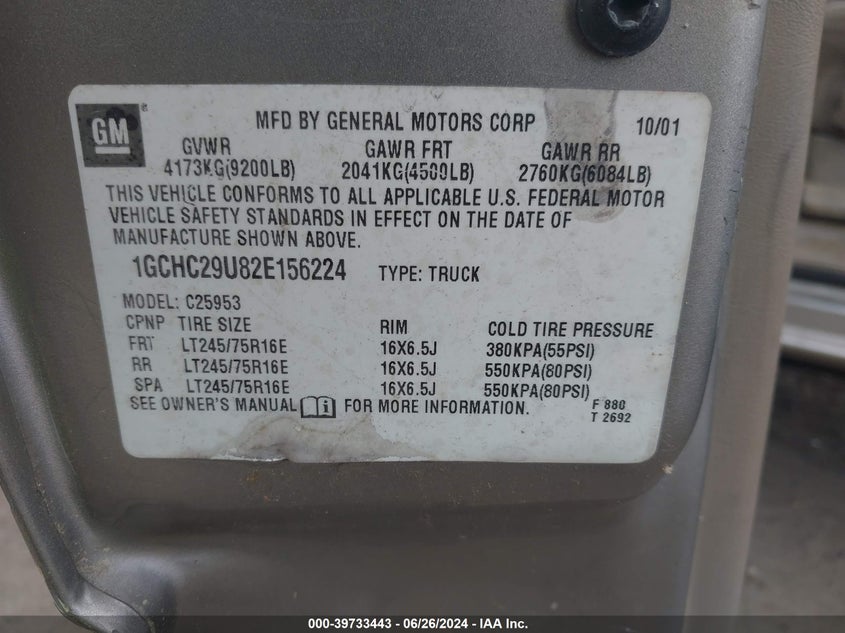 GM
MFD BY GENERAL MOTORS CORP 10/01
GVWR GAWR FRT GAWR RR
4173KG(9200LB) 2041KG(4500LB) 2760KG(6084LB)
THIS VEHICLE CONFORMS TO ALL APPLICABLE U.S. FEDERAL MOTOR
VEHICLE SAFETY STANDARDS IN EFFECT ON THE DATE OF
MANUFACTURE SHOWN ABOVE.
1GCHC29U82E156224 TYPE: TRUCK
MODEL: C25953
CPNP TIRE SIZE RIM COLD TIRE PRESSURE
FRT LT245/75R16E 16X6.5J 380KPA(55PSI)
RR LT245/75R16E 16X6.5J 550KPA(80PSI)
SPA LT245/75R16E 16X6.5J 550KPA(80PSI)
SEE OWNER'S MANUAL FOR MORE INFORMATION.
F 880
T 2692
000-39733443 - 06/26/2024 - IAA Inc.